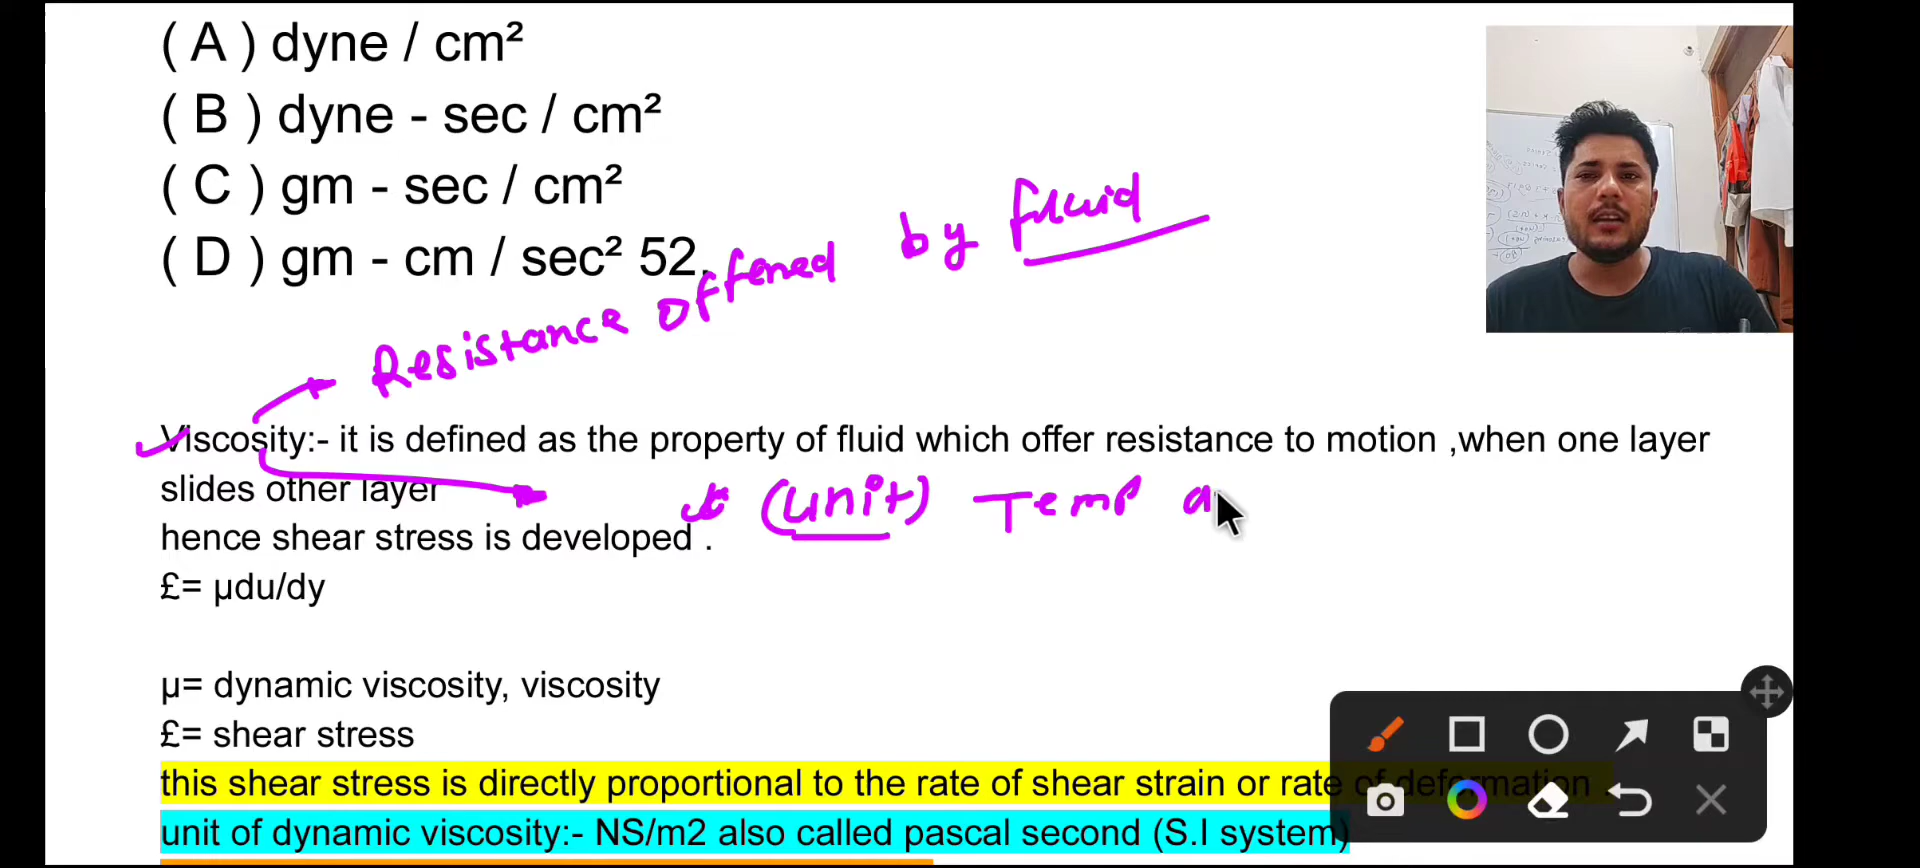 ( A ) dyne / cm²
( B ) dyne - sec / cm²
( C ) gm - sec / cm²
( D ) gm - cm / sec² 52.
Resistance offered by fluid
Viscosity:- it is defined as the property of fluid which offer resistance to motion ,when one layer
slides other layer
(unit) Temp
hence shear stress is developed .
£= µdu/dy
µ= dynamic viscosity, viscosity
£= shear stress
this shear stress is directly proportional to the rate of shear strain or rate of deformation
unit of dynamic viscosity:- NS/m2 also called pascal second (S.I system)